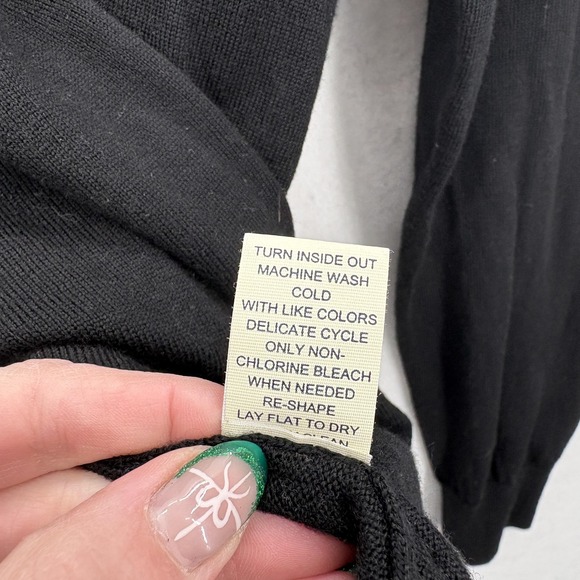 TURN INSIDE OUT
MACHINE WASH
COLD
WITH LIKE COLORS
DELICATE CYCLE
ONLY NON-
CHLORINE BLEACH
WHEN NEEDED
RE-SHAPE
LAY FLAT TO DRY